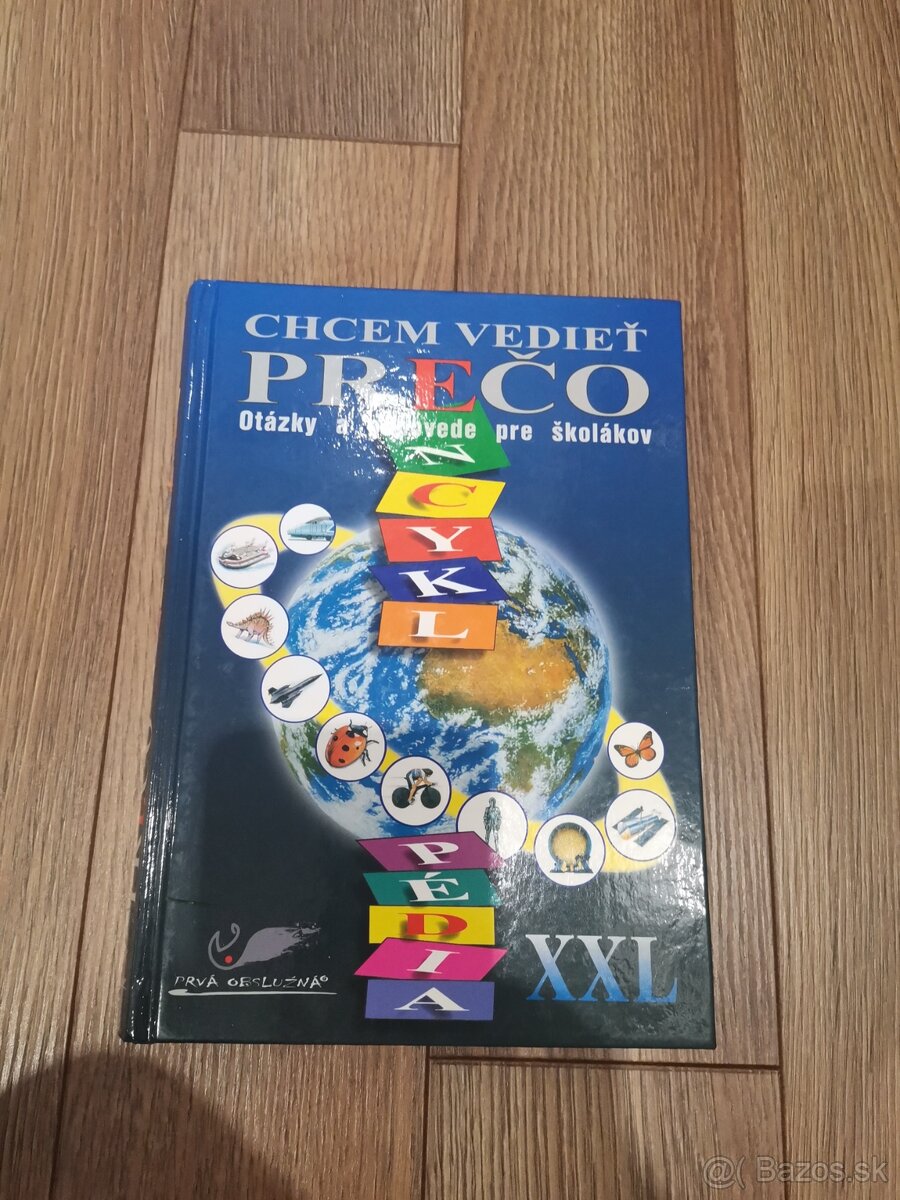 CHCEM VEDIEŤ
PREČO
Otázky a pre školákov
N
C
Y
K
L
O
P
É
D
I
A
XXL
PRVÁ OBSLUŽNÁ
@( Bazos.sk